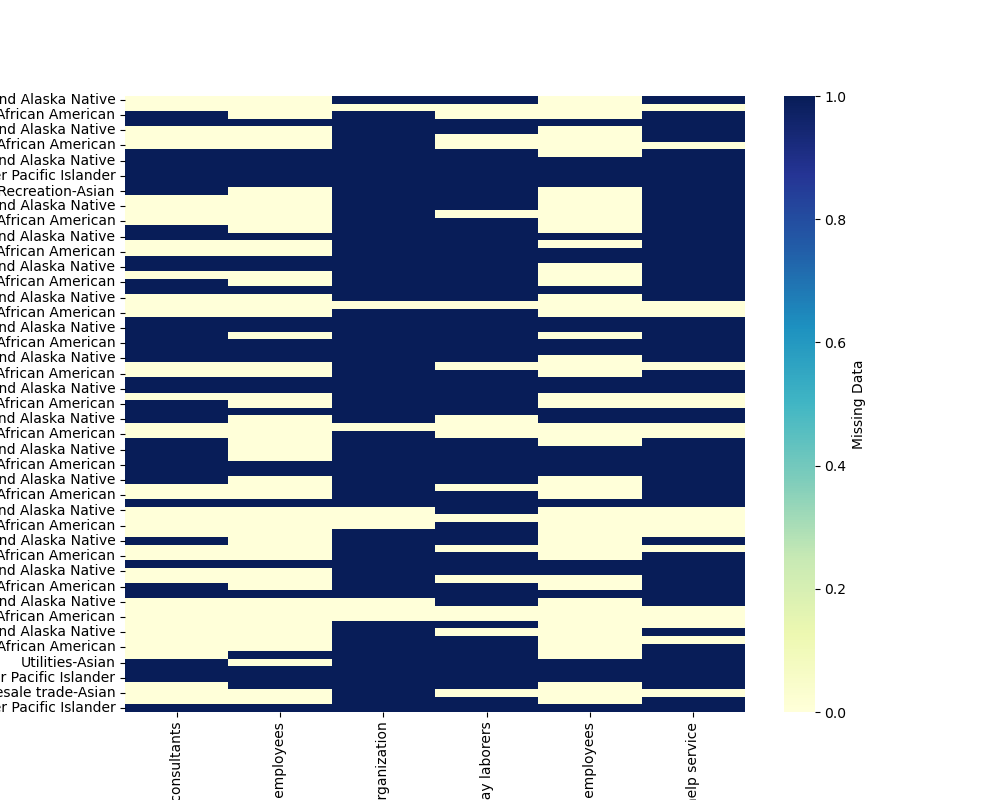 nd Alaska Native
African American
nd Alaska Native
African American
nd Alaska Native
r Pacific Islander
Recreation-Asian
nd Alaska Native
African American
nd Alaska Native
African American
nd Alaska Native
African American
nd Alaska Native
African American
nd Alaska Native
African American
nd Alaska Native
African American
nd Alaska Native
African American
nd Alaska Native
African American
nd Alaska Native
African American
nd Alaska Native
African American
nd Alaska Native
African American
nd Alaska Native
African American
nd Alaska Native
African American
nd Alaska Native
African American
nd Alaska Native
African American
Utilities-Asian
r Pacific Islander
esale trade-Asian
r Pacific Islander
consultants
employees
rganization
ay laborers
employees
elp service
1.0
0.8
0.6
0.4
0.2
0.0
Missing Data